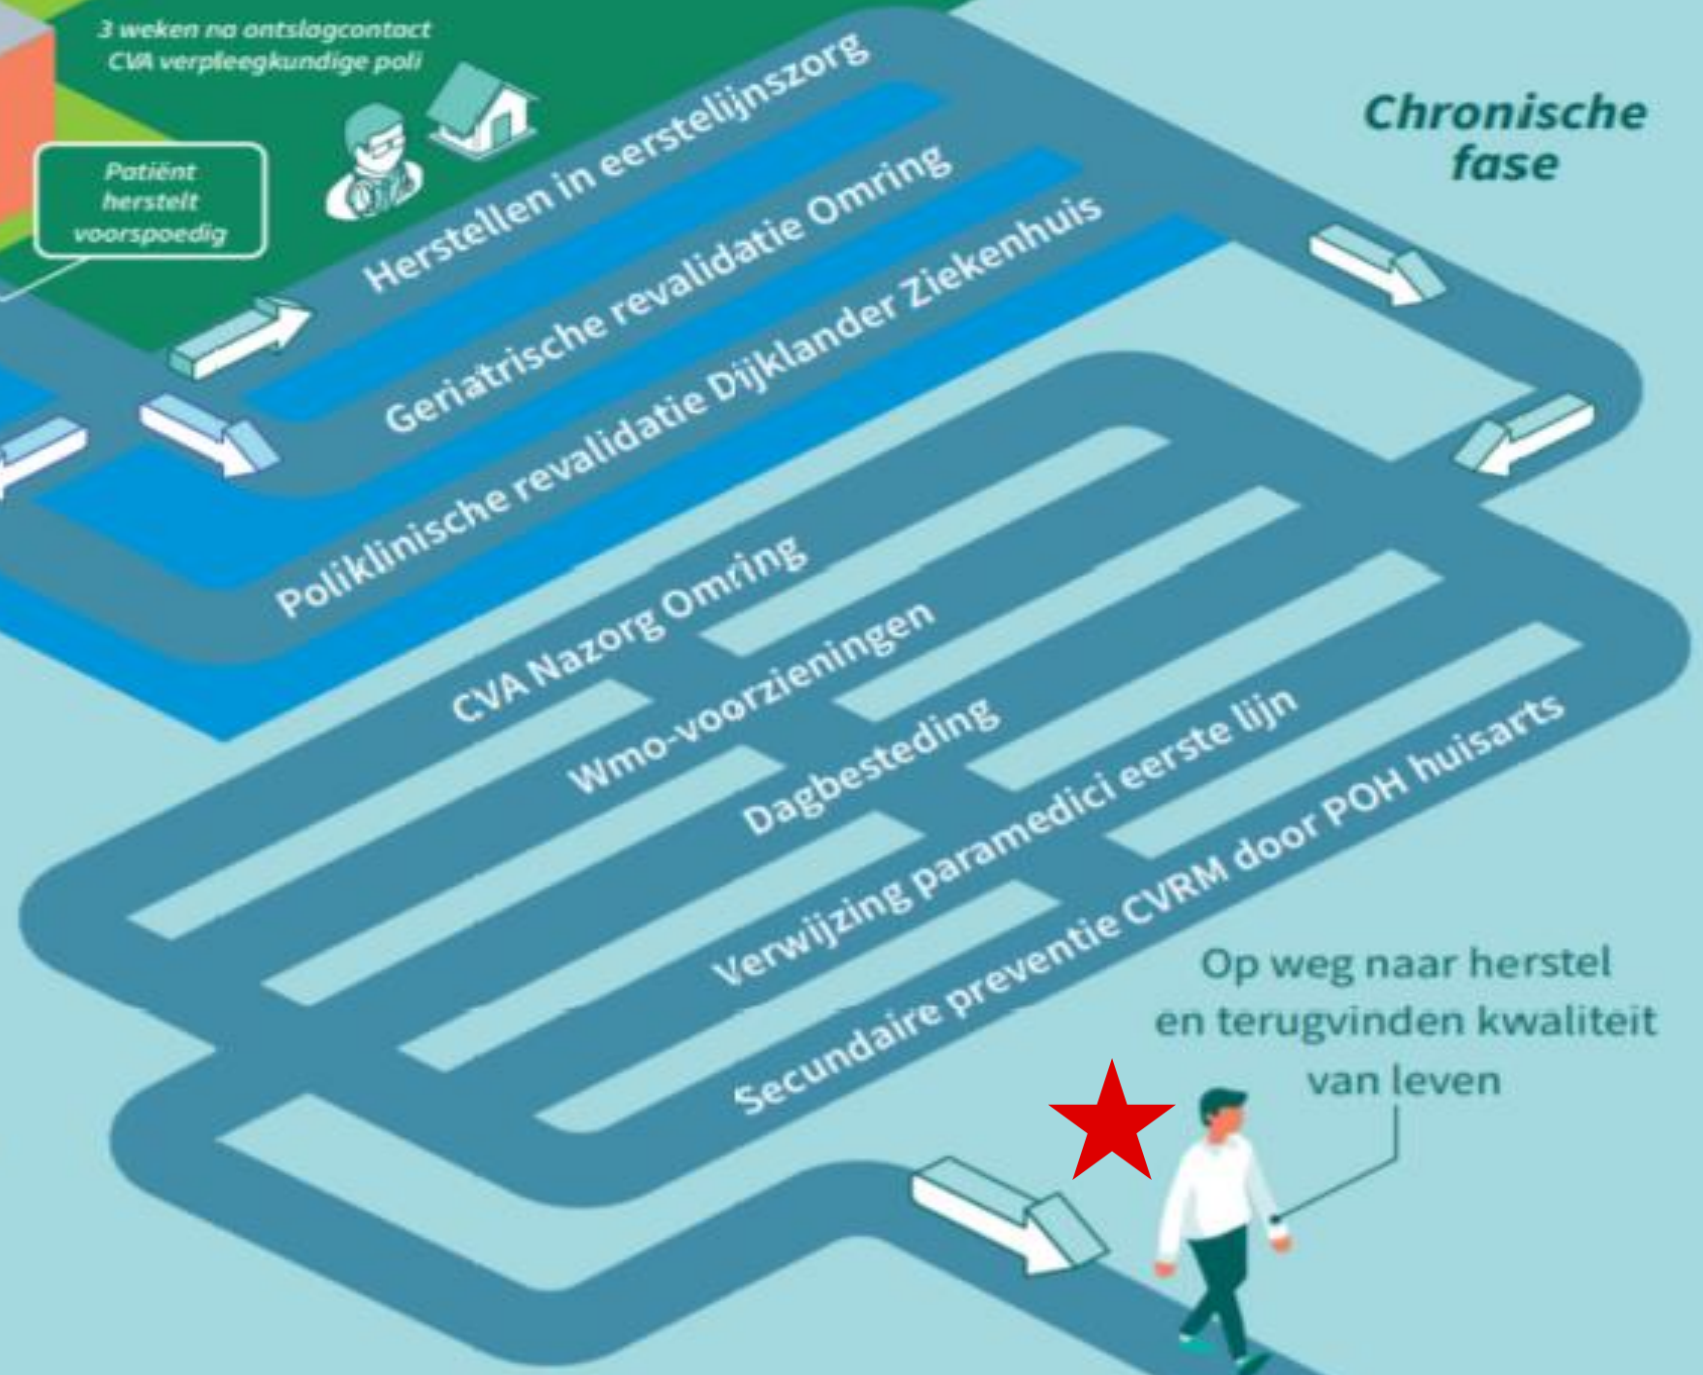 3 weken na ontslagcontact
CVA verpleegkundige poli
Patiënt
herstelt
voorspoedig
Herstellen in eerstelijnszorg
Geriatrische revalidatie Omring
Poliklinische revalidatie Dijklander Ziekenhuis
Chronische
fase
CVA Nazorg Omring
Wmo-voorzieningen
Dagbesteding
Verwijzing paramedici eerste lijn
Secundaire preventie CVRM door POH huisarts
Op weg naar herstel
en terugvinden kwaliteit
van leven